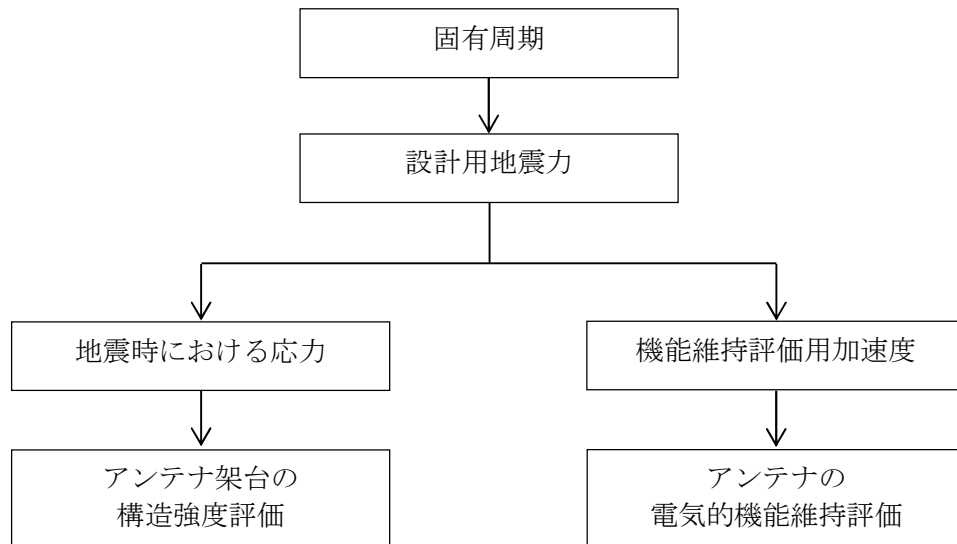 固有周期
設計用地震力
地震時における応力
機能維持評価用加速度
アンテナ架台の
構造強度評価
アンテナの
電気的機能維持評価